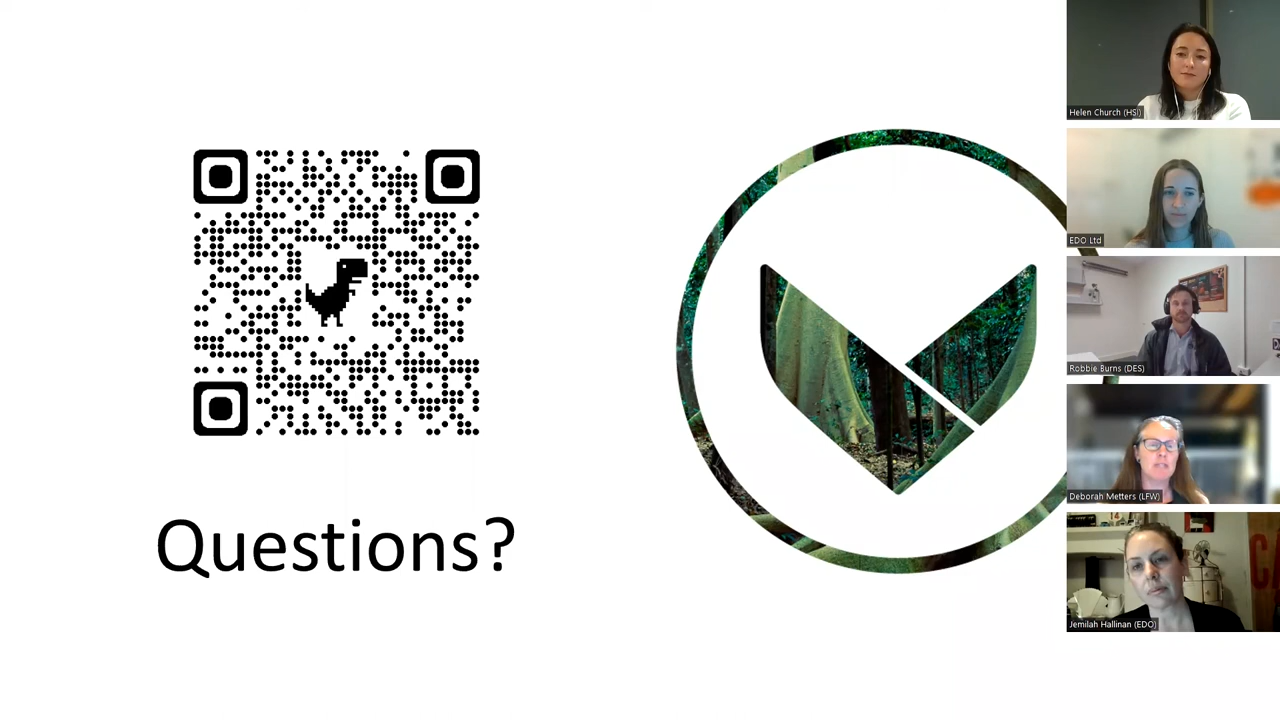 Questions?
Helen Church (HSI)
EDO Ltd
Robbie Burns (DES)
Deborah Metters (LFW)
Jemilah Hallinan (EDO)